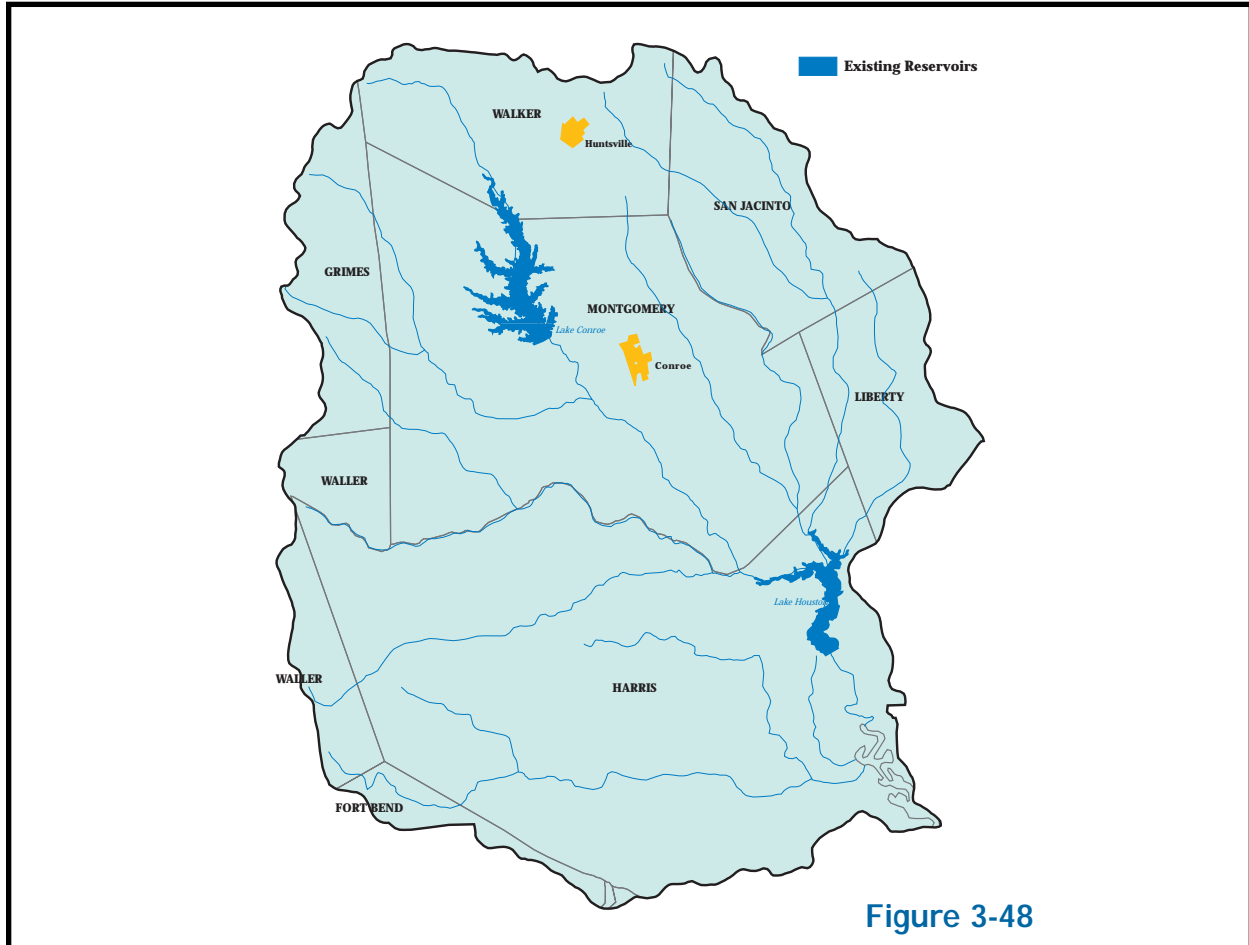 Existing Reservoirs
WALKER
Huntsville
SAN JACINTO
GRIMES
MONTGOMERY
Lake Conroe
Conroe
LIBERTY
WALLER
Lake Houston
WALLER
HARRIS
FORT BEND
Figure 3-48